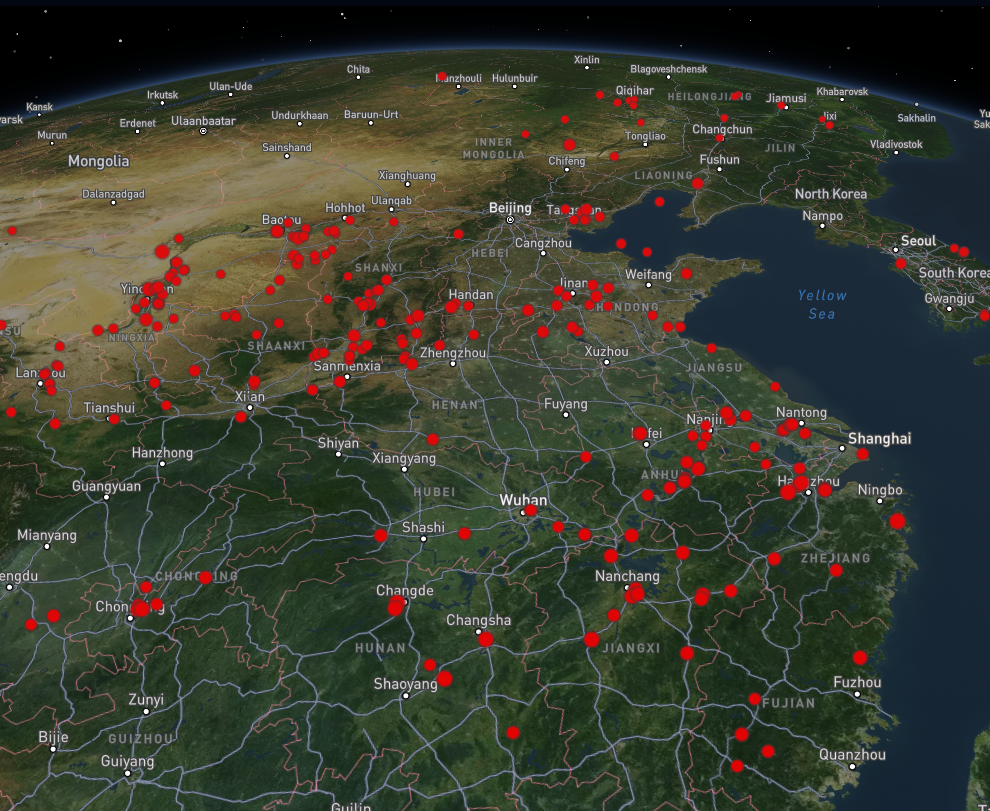 Xinlin
Chita
Blagoveshchensk
Manzhouli
Hulunbuir
Ulan-Ude
Qiqihar
Khabarovsk
Irkutsk
HEILONGJIANG
Jiamusi
Kansk
Undurkhaan
Baruun-Urt
Jixi
Sakhalin
Erdenet
Ulaanbaatar
Changchun
Murun
Tongliao
Vladivostok
Sainshand
INNER
MONGOLIA
JILIN
Mongolia
Chifeng
Fushun
Xianghuang
LIAONING
Dalanzadgad
North Korea
Ulanqab
Hohhot
Beijing
Nampo
Baotou
Cangzhou
Seoul
HEBEI
SHANXI
Weifang
South Korea
Jinan
Handan
Yellow
Sea
Gwangju
SHANDONG
NINGXIA
SHAANXI
Zhengzhou
Xuzhou
Sanmenxia
JIANGSU
Lanzhou
Xi'an
Tianshui
HENAN
Fuyang
Nantong
Nanjing
Shanghai
Shiyan
Hefei
Hanzhong
Xiangyang
ANHUI
Guangyuan
HUBEI
Hangzhou
Ningbo
Wuhan
Shashi
Mianyang
ZHEJIANG
CHONGQING
Nanchang
engdu
Changde
Chongqing
Changsha
HUNAN
JIANGXI
Shaoyang
Fuzhou
Zunyi
FUJIAN
Bijie
GUIZHOU
Guiyang
Quanzhou
Guilin